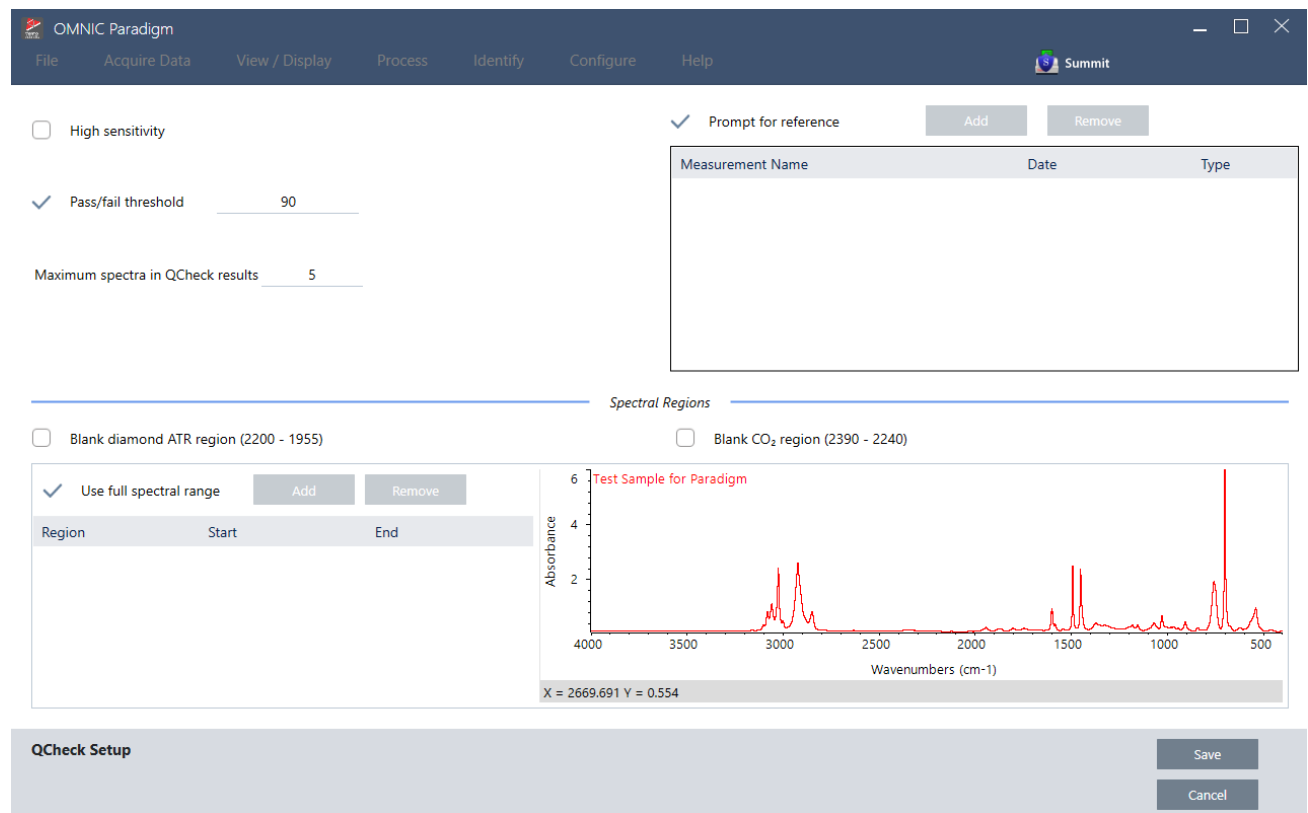 OMNIC Paradigm
File Acquire Data View / Display Process Identify Configure Help Summit
High sensitivity
Prompt for reference Add Remove
Measurement Name Date Type
Pass/fail threshold 90
Maximum spectra in QCheck results 5
Spectral Regions
Blank diamond ATR region (2200 - 1955)
Blank CO₂ region (2390 - 2240)
Use full spectral range Add Remove
Region Start End
Test Sample for Paradigm
6
4
2
Absorbance
4000 3500 3000 2500 2000 1500 1000 500
Wavenumbers (cm-1)
X = 2669.691 Y = 0.554
QCheck Setup
Save
Cancel